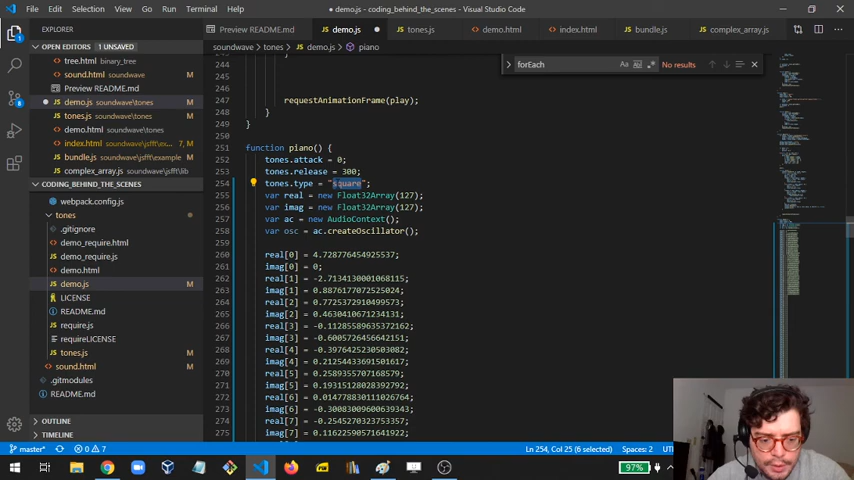 File Edit Selection View Go Run Terminal Help
● demo.js - coding_behind_the_scenes - Visual Studio Code
EXPLORER
OPEN EDITORS 1 UNSAVED
tree.html binary_tree
sound.html soundwave M
Preview README.md
● demo.js soundwave\tones M
tones.js soundwave\tones M
demo.html soundwave\tones
index.html soundwave\jsfft\exa... M
bundle.js soundwave\jsfft\example M
complex_array.js soundwave\jsfft\...
CODING_BEHIND_THE_SCENES
webpack.config.js
tones
.gitignore
demo_require.html
demo_require.js
demo.html
demo.js M
LICENSE
README.md
require.js
requireLICENSE
tones.js M
sound.html M
.gitmodules
README.md
OUTLINE
TIMELINE
Preview README.md
demo.js ●
tones.js
demo.html
index.html
bundle.js
complex_array.js
soundwave > tones > demo.js > piano
forEach
No results
244 }
246
247 requestAnimationFrame(play);
248 }
249 }
250
251 function piano() {
252 tones.attack = 0;
253 tones.release = 300;
254 tones.type = "square";
255 var real = new Float32Array(127);
256 var imag = new Float32Array(127);
257 var ac = new AudioContext();
258 var osc = ac.createOscillator();
259
260 real[0] = 4.728776454925537;
261 imag[0] = 0;
262 real[1] = -2.7134130001068115;
263 imag[1] = 0.8876177072525024;
264 real[2] = 0.7725372910499573;
265 imag[2] = 0.4630410671234131;
266 real[3] = -0.11285589635372162;
267 imag[3] = -0.6005726456642151;
268 real[4] = -0.3976425230503082;
269 imag[4] = 0.21254433691501617;
270 real[5] = 0.2589355707168579;
271 imag[5] = 0.19315128028392792;
272 real[6] = 0.014778830111026764;
273 imag[6] = -0.30083009600639343;
274 real[7] = -0.2545270323753357;
275 imag[7] = 0.11622590571641922;
master* 0 7
Ln 254, Col 25 (6 selected) Spaces: 2
97%